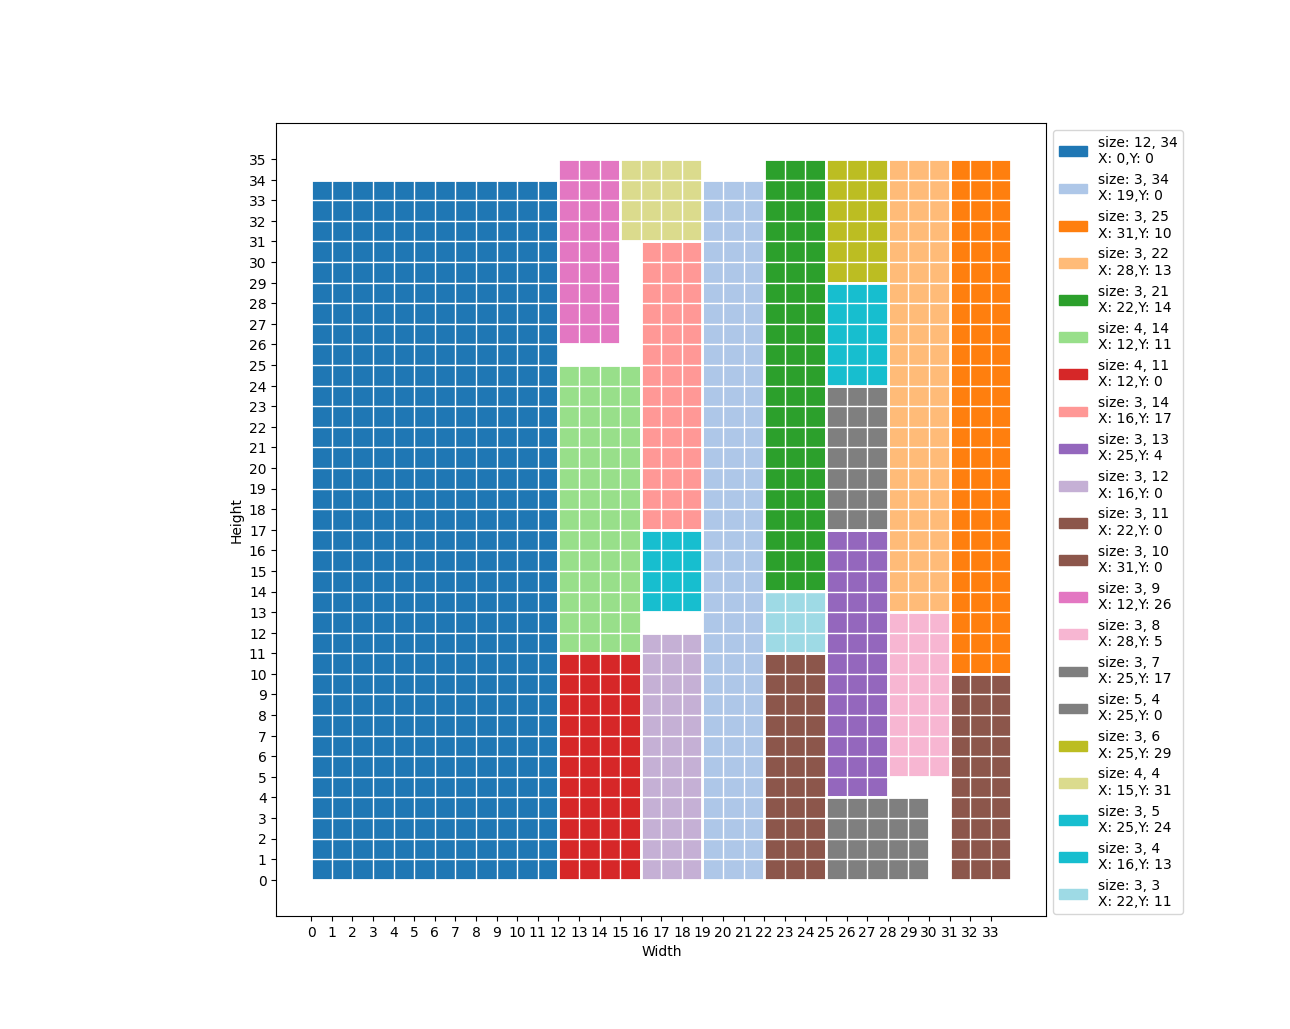 35
34
33
32
31
30
29
28
27
26
25
24
23
22
21
20
19
18
17
16
15
14
13
12
11
10
9
8
7
6
5
4
3
2
1
0
Height
0 1 2 3 4 5 6 7 8 9 10 11 12 13 14 15 16 17 18 19 20 21 22 23 24 25 26 27 28 29 30 31 32 33
Width
size: 12, 34
X: 0,Y: 0
size: 3, 34
X: 19,Y: 0
size: 3, 25
X: 31,Y: 10
size: 3, 22
X: 28,Y: 13
size: 3, 21
X: 22,Y: 14
size: 4, 14
X: 12,Y: 11
size: 4, 11
X: 12,Y: 0
size: 3, 14
X: 16,Y: 17
size: 3, 13
X: 25,Y: 4
size: 3, 12
X: 16,Y: 0
size: 3, 11
X: 22,Y: 0
size: 3, 10
X: 31,Y: 0
size: 3, 9
X: 12,Y: 26
size: 3, 8
X: 28,Y: 5
size: 3, 7
X: 25,Y: 17
size: 5, 4
X: 25,Y: 0
size: 3, 6
X: 25,Y: 29
size: 4, 4
X: 15,Y: 31
size: 3, 5
X: 25,Y: 24
size: 3, 4
X: 16,Y: 13
size: 3, 3
X: 22,Y: 11